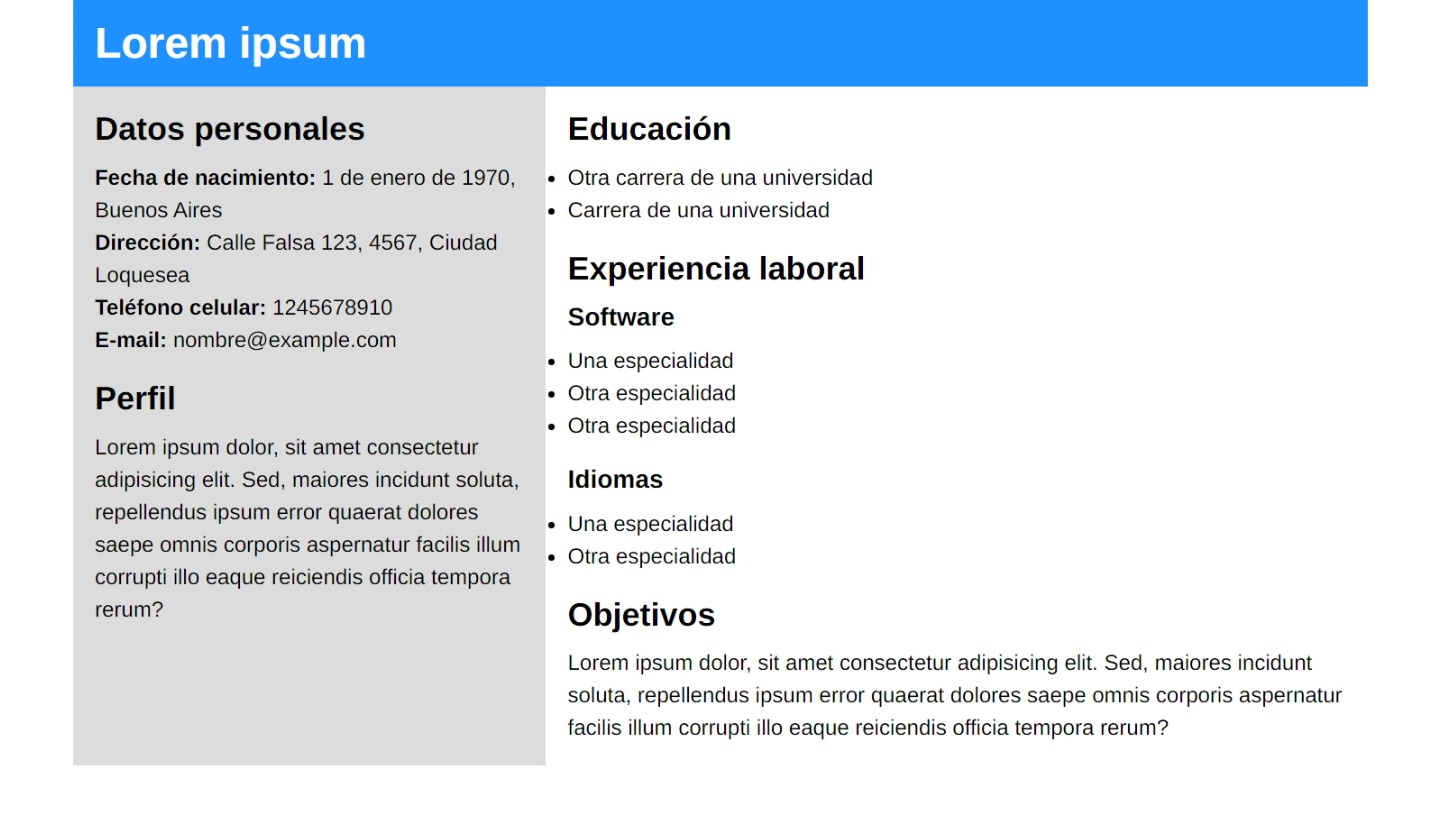 Lorem ipsum
Datos personales
Fecha de nacimiento: 1 de enero de 1970,
Buenos Aires
Dirección: Calle Falsa 123, 4567, Ciudad
Loquesea
Teléfono celular: 1245678910
E-mail: nombre@example.com
Perfil
Lorem ipsum dolor, sit amet consectetur
adipisicing elit. Sed, maiores incidunt soluta,
repellendus ipsum error quaerat dolores
saepe omnis corporis aspernatur facilis illum
corrupti illo eaque reiciendis officia tempora
rerum?
Educación
• Otra carrera de una universidad
• Carrera de una universidad
Experiencia laboral
Software
• Una especialidad
• Otra especialidad
• Otra especialidad
Idiomas
• Una especialidad
• Otra especialidad
Objetivos
Lorem ipsum dolor, sit amet consectetur adipisicing elit. Sed, maiores incidunt
soluta, repellendus ipsum error quaerat dolores saepe omnis corporis aspernatur
facilis illum corrupti illo eaque reiciendis officia tempora rerum?